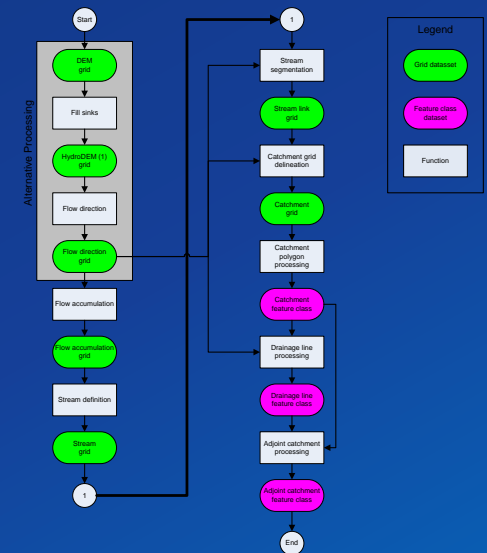 Start
Alternative Processing
DEM
grid
Fill sinks
HydroDEM (1)
grid
Flow direction
Flow direction
grid
Flow accumulation
Flow accumulation
grid
Stream definition
Stream
grid
1
1
Stream
segmentation
Stream link
grid
Catchment grid
delineation
Catchment
grid
Catchment
polygon
processing
Catchment
feature class
Drainage line
processing
Drainage line
feature class
Adjoint catchment
processing
Adjoint catchment
feature class
End
Legend
Grid datasset
Feature class
dataset
Function